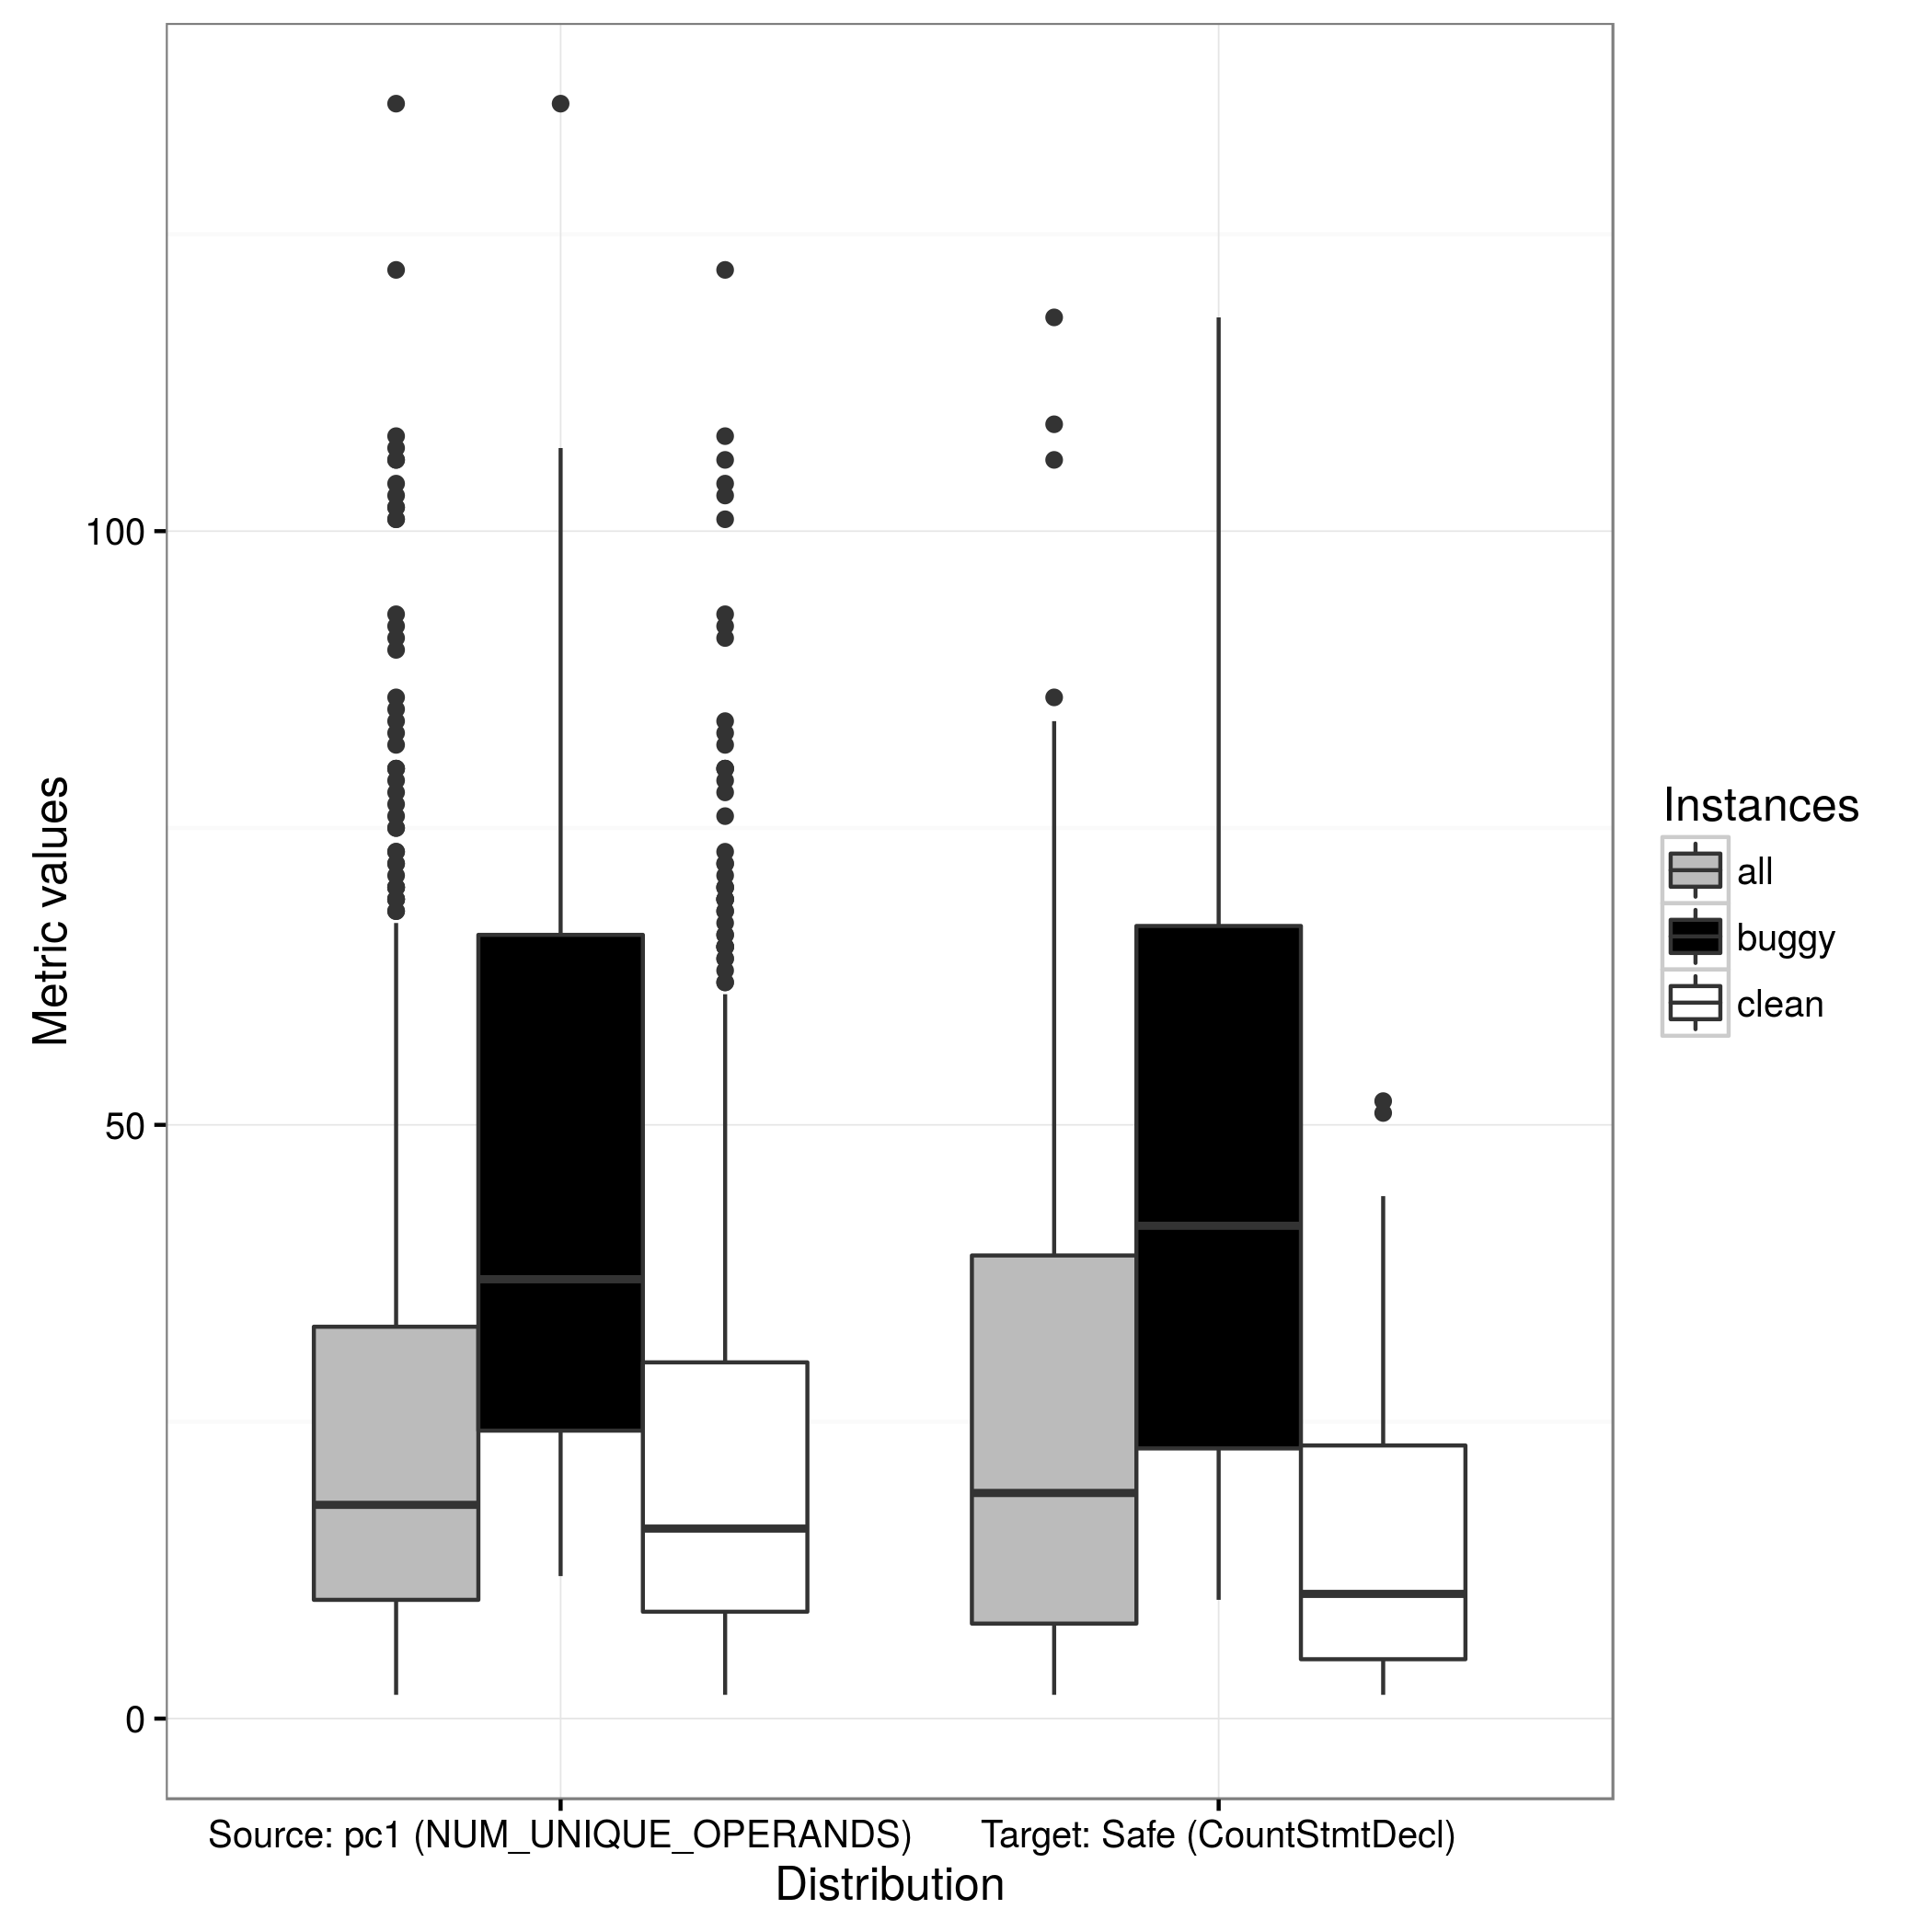 Metric values
100
50
0
Source: pc1 (NUM_UNIQUE_OPERANDS)
Target: Safe (CountStmtDecl)
Distribution
Instances
all
buggy
clean